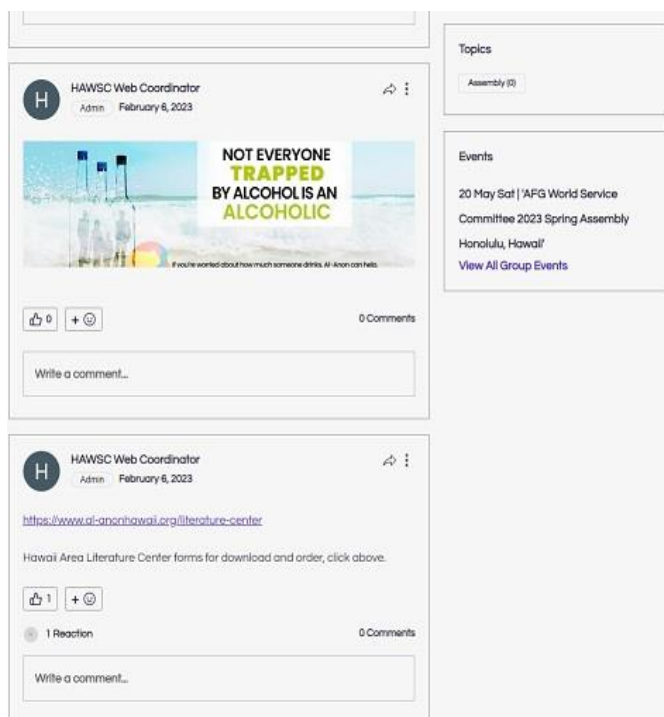 HAWSC Web Coordinator
Admin February 6, 2023
NOT EVERYONE
TRAPPED
BY ALCOHOL IS AN
ALCOHOLIC
If you're worried about how much someone drinks, Al-Anon can help.
0
+
0 Comments
Write a comment...
H
HAWSC Web Coordinator
Admin February 6, 2023
H
https://www.al-anonhawaii.org/literature-center
Hawaii Area Literature Center forms for download and order, click above.
1
+
1 Reaction
0 Comments
Write a comment...
Topics
Assembly (0)
Events
20 May Sat | 'AFG World Service
Committee 2023 Spring Assembly
Honolulu, Hawaii'
View All Group Events